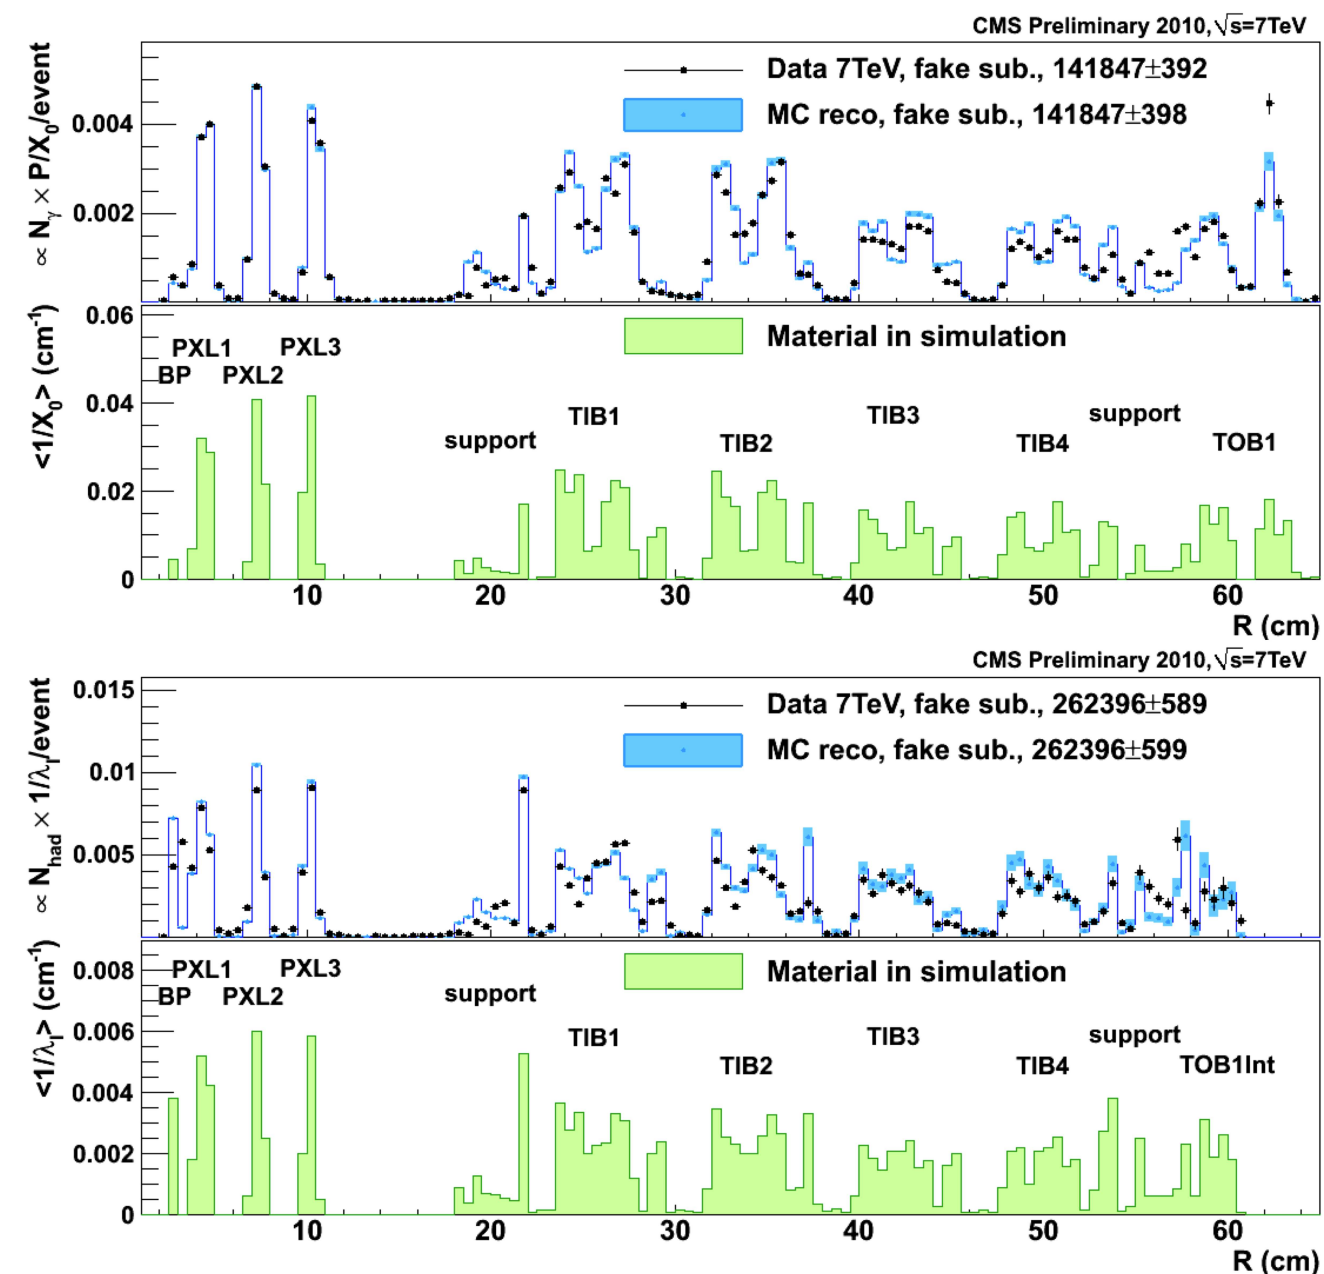 CMS Preliminary 2010, √s=7TeV
∝ Nγ × P/X0/event
0.004
0.002
Data 7TeV, fake sub., 141847±392
MC reco, fake sub., 141847±398
<1/X0> (cm-1)
0.06
0.04
0.02
0
Material in simulation
PXL1
PXL3
BP
PXL2
support
TIB1
TIB2
TIB3
TIB4
support
TOB1
10
20
30
40
50
60
R (cm)
CMS Preliminary 2010, √s=7TeV
∝ Nhad × 1/λI/event
0.015
0.01
0.005
Data 7TeV, fake sub., 262396±589
MC reco, fake sub., 262396±599
<1/λI> (cm-1)
0.008
0.006
0.004
0.002
0
Material in simulation
PXL1
PXL3
BP
PXL2
support
TIB1
TIB2
TIB3
TIB4
support
TOB1Int
10
20
30
40
50
60
R (cm)